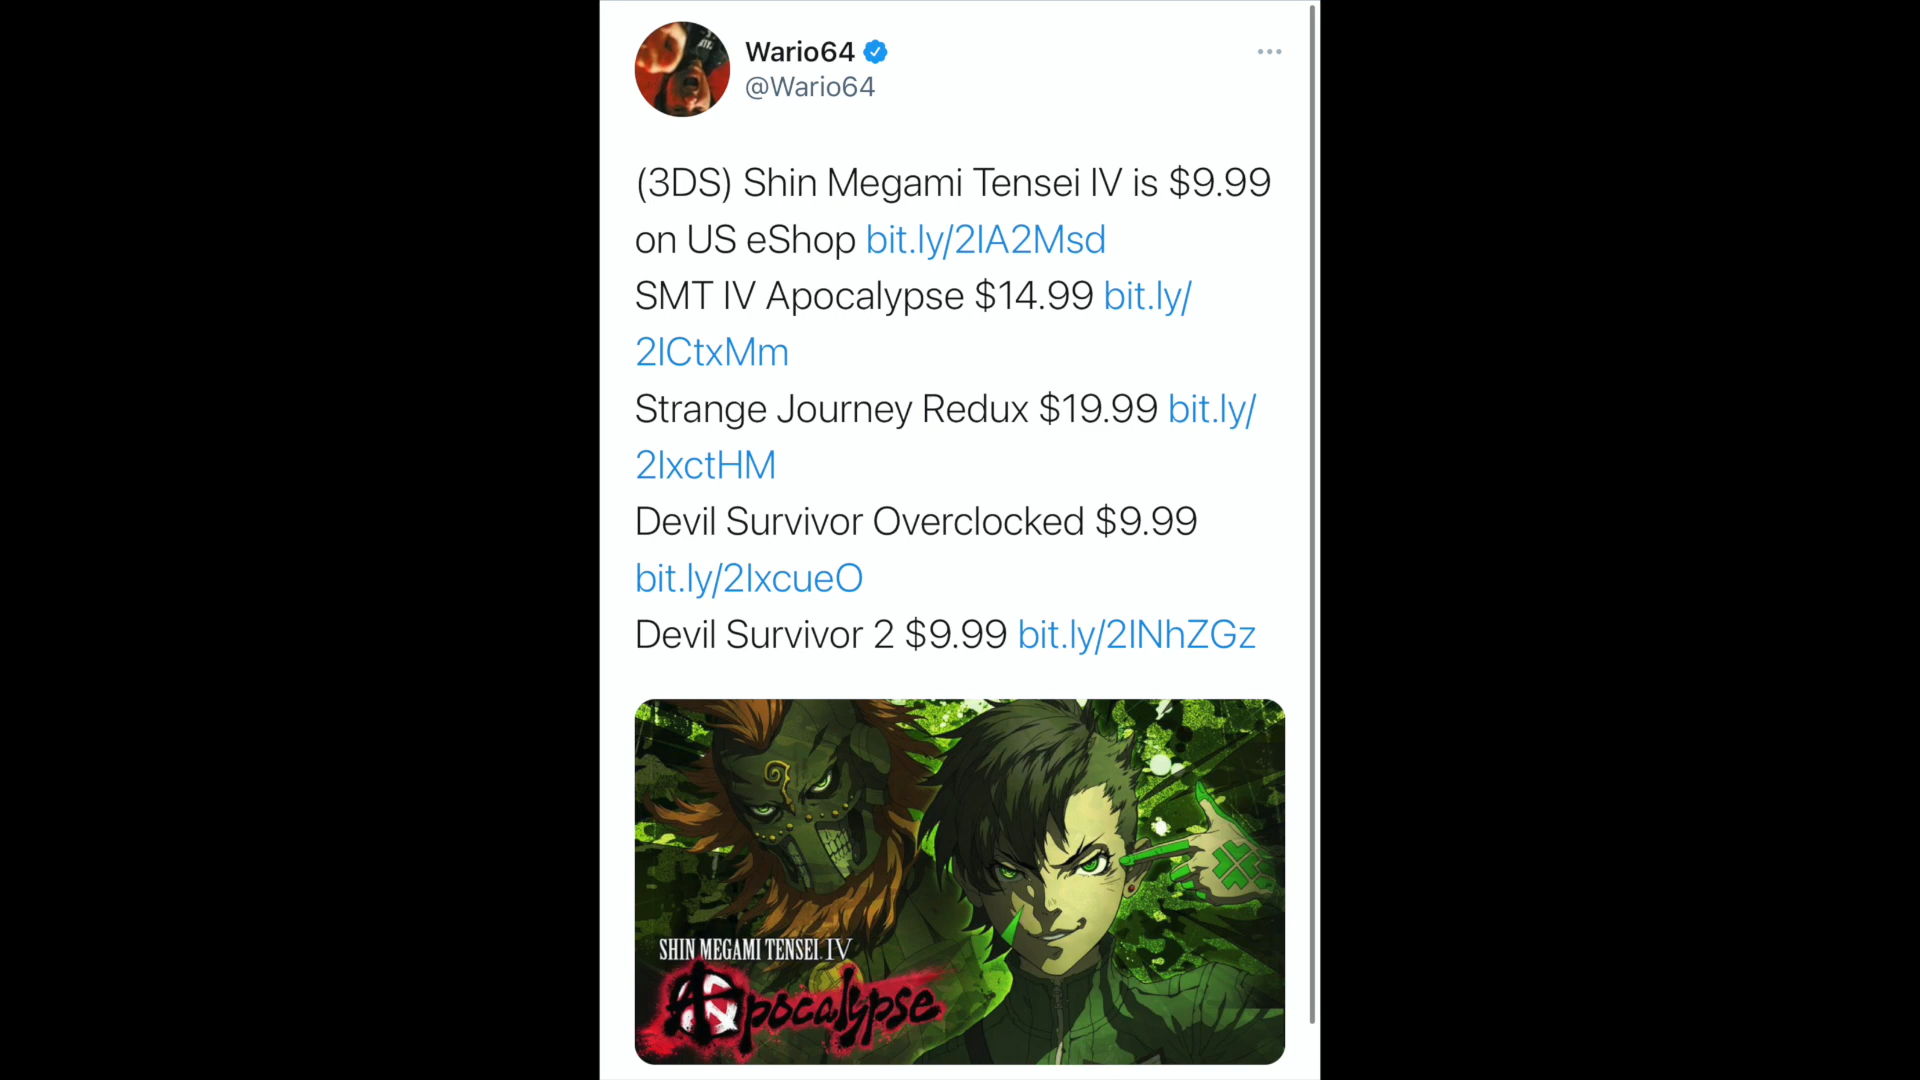 Wario64
@Wario64
(3DS) Shin Megami Tensei IV is $9.99
on US eShop bit.ly/2IA2Msd
SMT IV Apocalypse $14.99 bit.ly/
2ICtxMm
Strange Journey Redux $19.99 bit.ly/
2IxctHM
Devil Survivor Overclocked $9.99
bit.ly/2IxcueO
Devil Survivor 2 $9.99 bit.ly/2INhZGz
SHIN MEGAMI TENSEI IV
Apocalypse